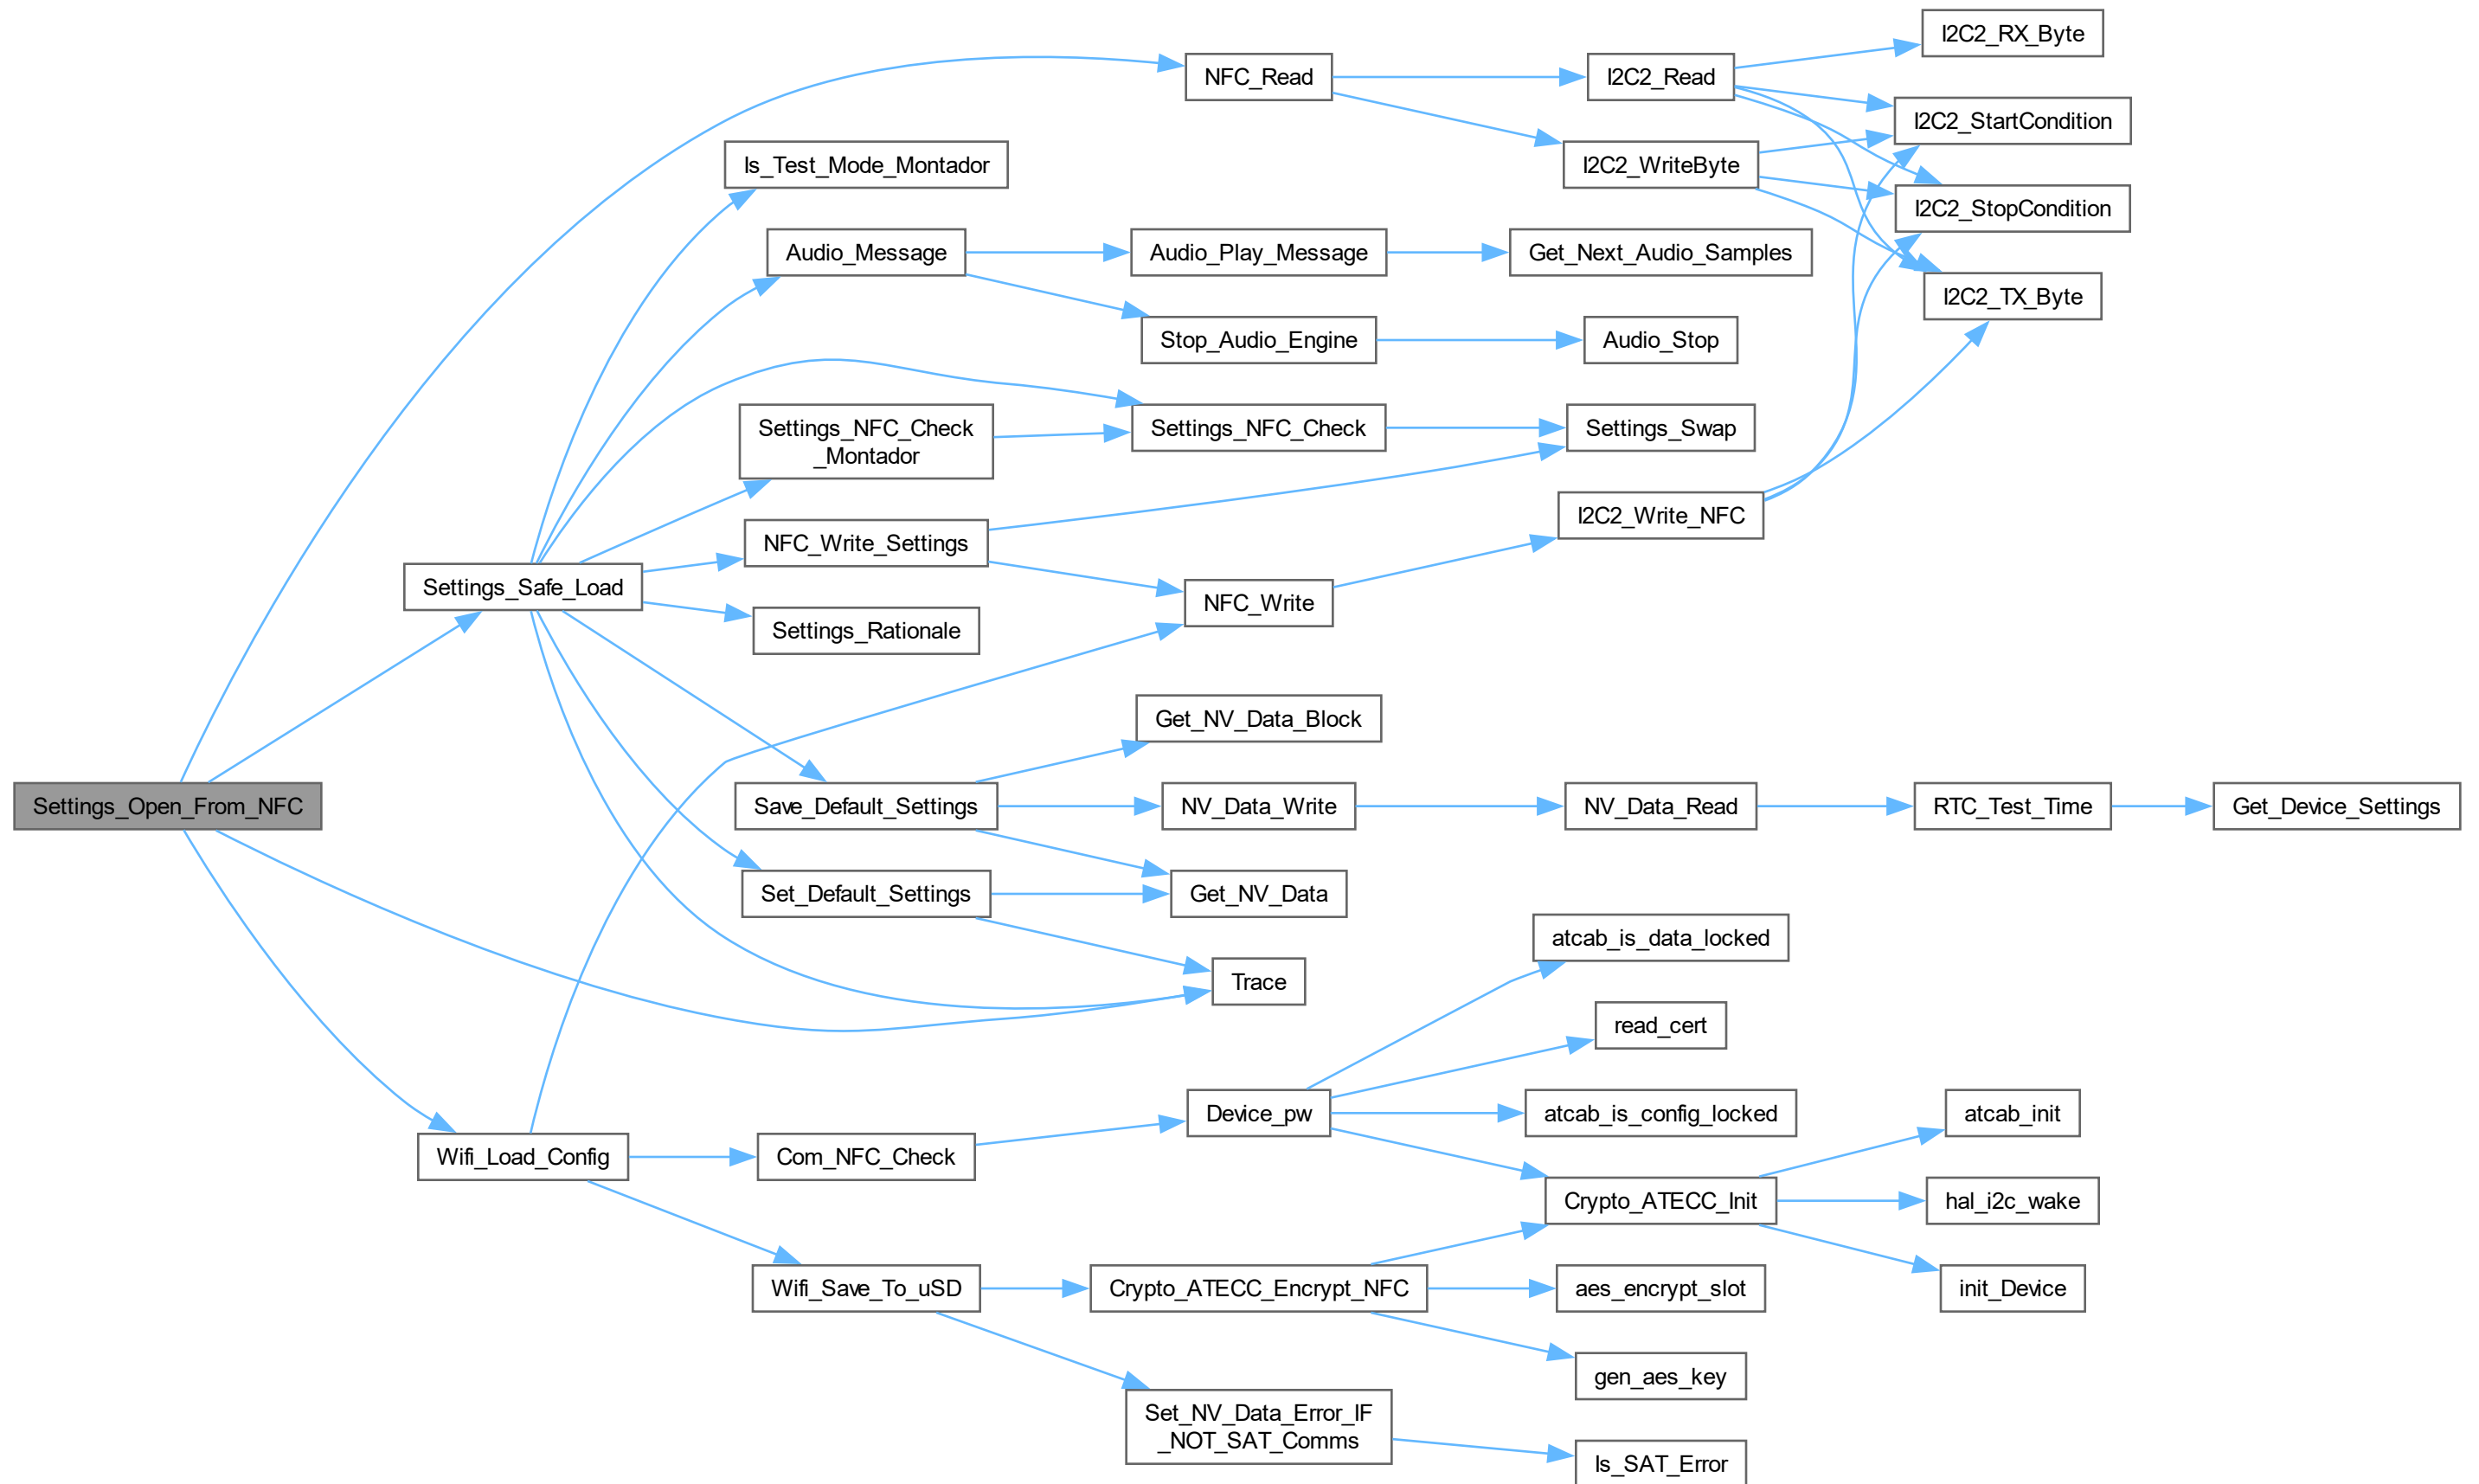 I2C2_RX_Byte
NFC_Read
I2C2_Read
I2C2_StartCondition
Is_Test_Mode_Montador
I2C2_WriteByte
I2C2_StopCondition
Audio_Message
Audio_Play_Message
Get_Next_Audio_Samples
I2C2_TX_Byte
Stop_Audio_Engine
Audio_Stop
Settings_NFC_Check
_Montador
Settings_NFC_Check
Settings_Swap
I2C2_Write_NFC
NFC_Write_Settings
Settings_Safe_Load
NFC_Write
Settings_Rationale
Get_NV_Data_Block
Settings_Open_From_NFC
Save_Default_Settings
NV_Data_Write
NV_Data_Read
RTC_Test_Time
Get_Device_Settings
Set_Default_Settings
Get_NV_Data
atcab_is_data_locked
Trace
read_cert
Device_pw
atcab_is_config_locked
atcab_init
Wifi_Load_Config
Com_NFC_Check
Crypto_ATECC_Init
hal_i2c_wake
Wifi_Save_To_uSD
Crypto_ATECC_Encrypt_NFC
aes_encrypt_slot
init_Device
gen_aes_key
Set_NV_Data_Error_IF
_NOT_SAT_Comms
Is_SAT_Error